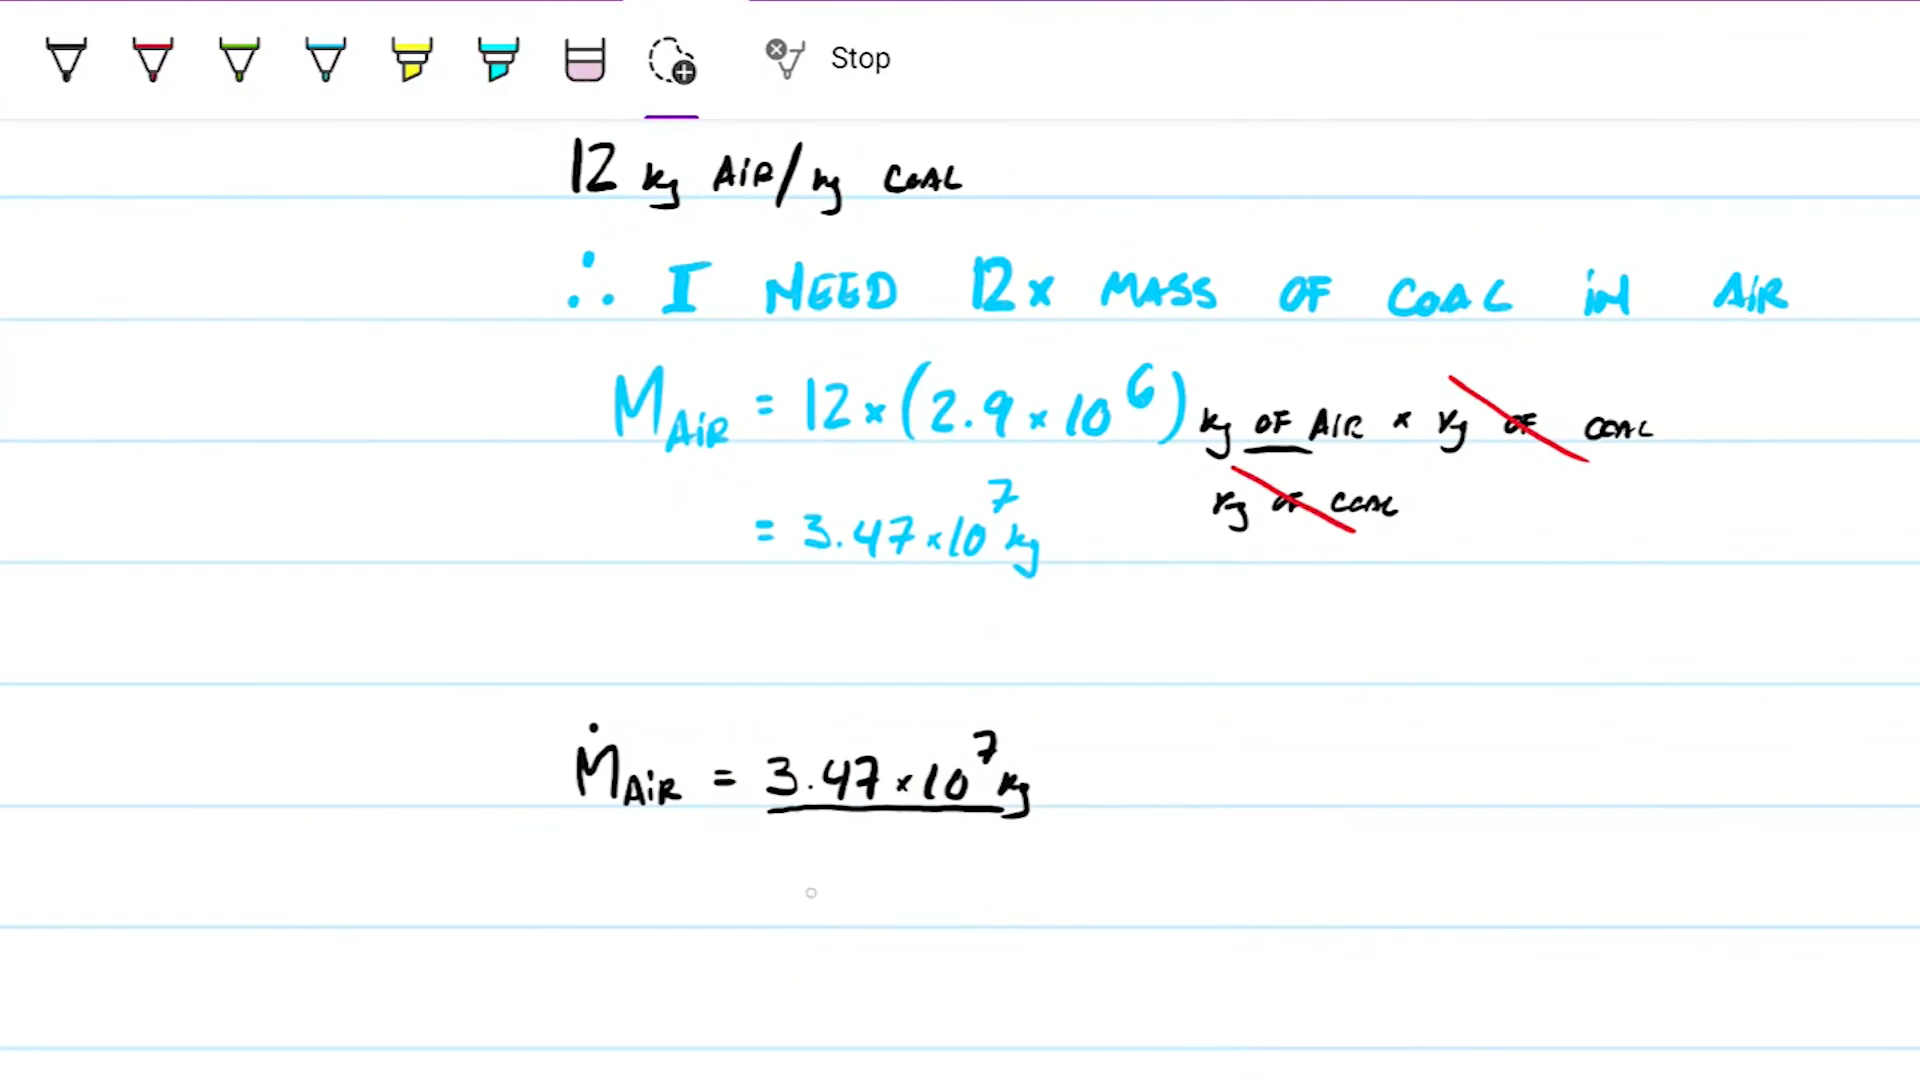 Stop
12 kg AIR/kg COAL
∴ I NEED 12x MASS OF COAL IN AIR
M_AIR = 12 × (2.9 × 10^6) kg OF AIR × kg OF COAL
kg OF COAL
= 3.47 × 10^7 kg
Ṁ_AIR = 3.47 × 10^7 kg